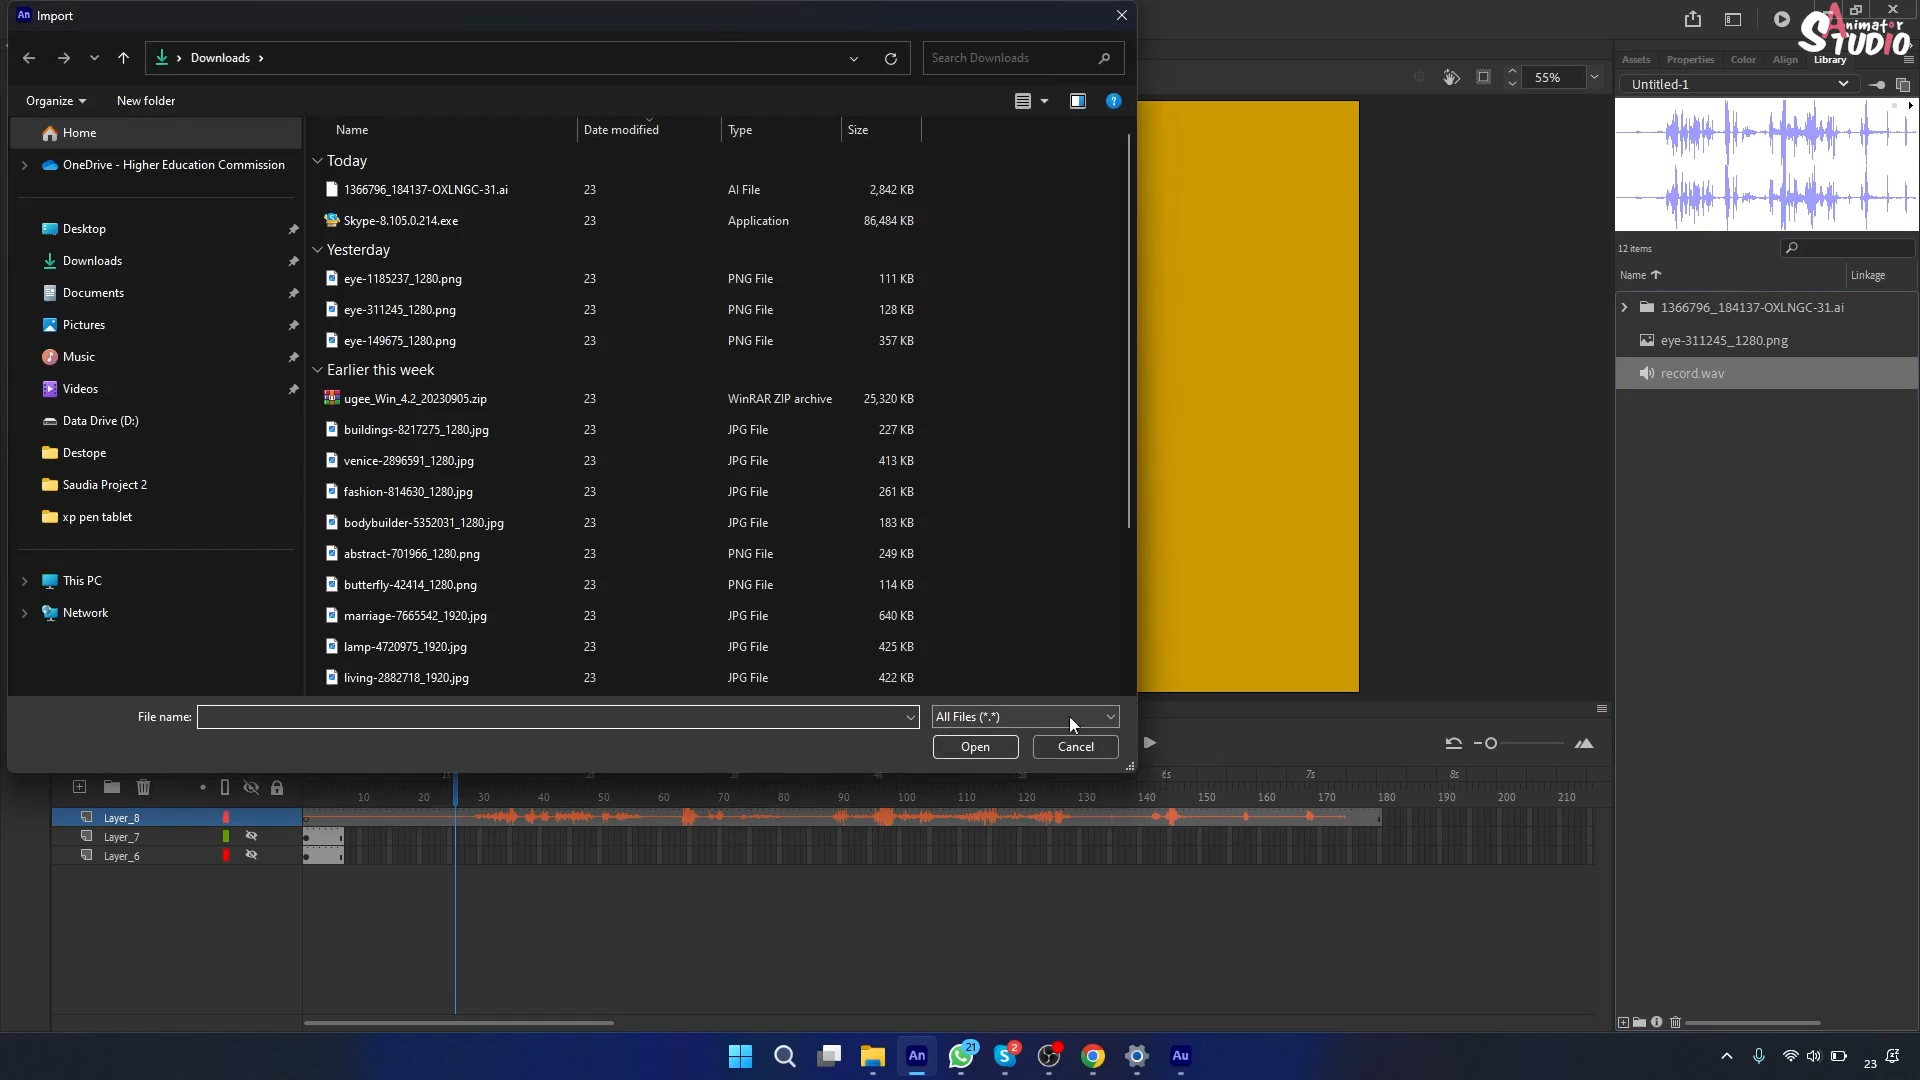 An Import
Animator STUDIO
Downloads
Search Downloads
Organize
New folder
Home
OneDrive - Higher Education Commission
Desktop
Downloads
Documents
Pictures
Music
Videos
Data Drive (D:)
Destope
Saudia Project 2
xp pen tablet
This PC
Network
Name Date modified Type Size
Today
1366796_184137-OXLNGC-31.ai 23 AI File 2,842 KB
Skype-8.105.0.214.exe 23 Application 86,484 KB
Yesterday
eye-1185237_1280.png 23 PNG File 111 KB
eye-311245_1280.png 23 PNG File 128 KB
eye-149675_1280.png 23 PNG File 357 KB
Earlier this week
ugee_Win_4.2_20230905.zip 23 WinRAR ZIP archive 25,320 KB
buildings-8217275_1280.jpg 23 JPG File 227 KB
venice-2896591_1280.jpg 23 JPG File 413 KB
fashion-814630_1280.jpg 23 JPG File 261 KB
bodybuilder-5352031_1280.jpg 23 JPG File 183 KB
abstract-701966_1280.png 23 PNG File 249 KB
butterfly-42414_1280.png 23 PNG File 114 KB
marriage-7665542_1920.jpg 23 JPG File 640 KB
lamp-4720975_1920.jpg 23 JPG File 425 KB
living-2882718_1920.jpg 23 JPG File 422 KB
File name:
All Files (*.*)
Open Cancel
55%
Assets Properties Color Align Library
Untitled-1
12 items
Name Linkage
1366796_184137-OXLNGC-31.ai
eye-311245_1280.png
record.wav
6s 7s 8s
10 20 30 40 50 60 70 80 90 100 110 120 130 140 150 160 170 180 190 200 210
Layer_8
Layer_7
Layer_6
An 21 2 Au
23